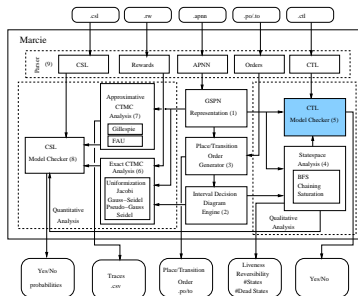 .csl .rw .apnn .po/.to .ctl
Marcie
Parser (9)
CSL Rewards APNN Orders CTL
Approximative
CTMC
Analysis (7)
Gillespie
FAU
GSPN
Representation (1)
CTL
Model Checker (5)
CSL
Model Checker (8)
Place/Transition
Order
Generator (3)
Statespace
Analysis (4)
BFS
Chaining
Saturation
Exact CTMC
Analysis (6)
Uniformization
Jacobi
Gauss-Seidel
Pseudo-Gauss
Seidel
Interval Decision
Diagram
Engine (2)
Quantitative
Analysis
Qualitative
Analysis
Yes/No
probabilities
Traces
.csv
Place/Transition
Order
.po/to
Liveness
Reversibility
#States
#Dead States
Yes/No